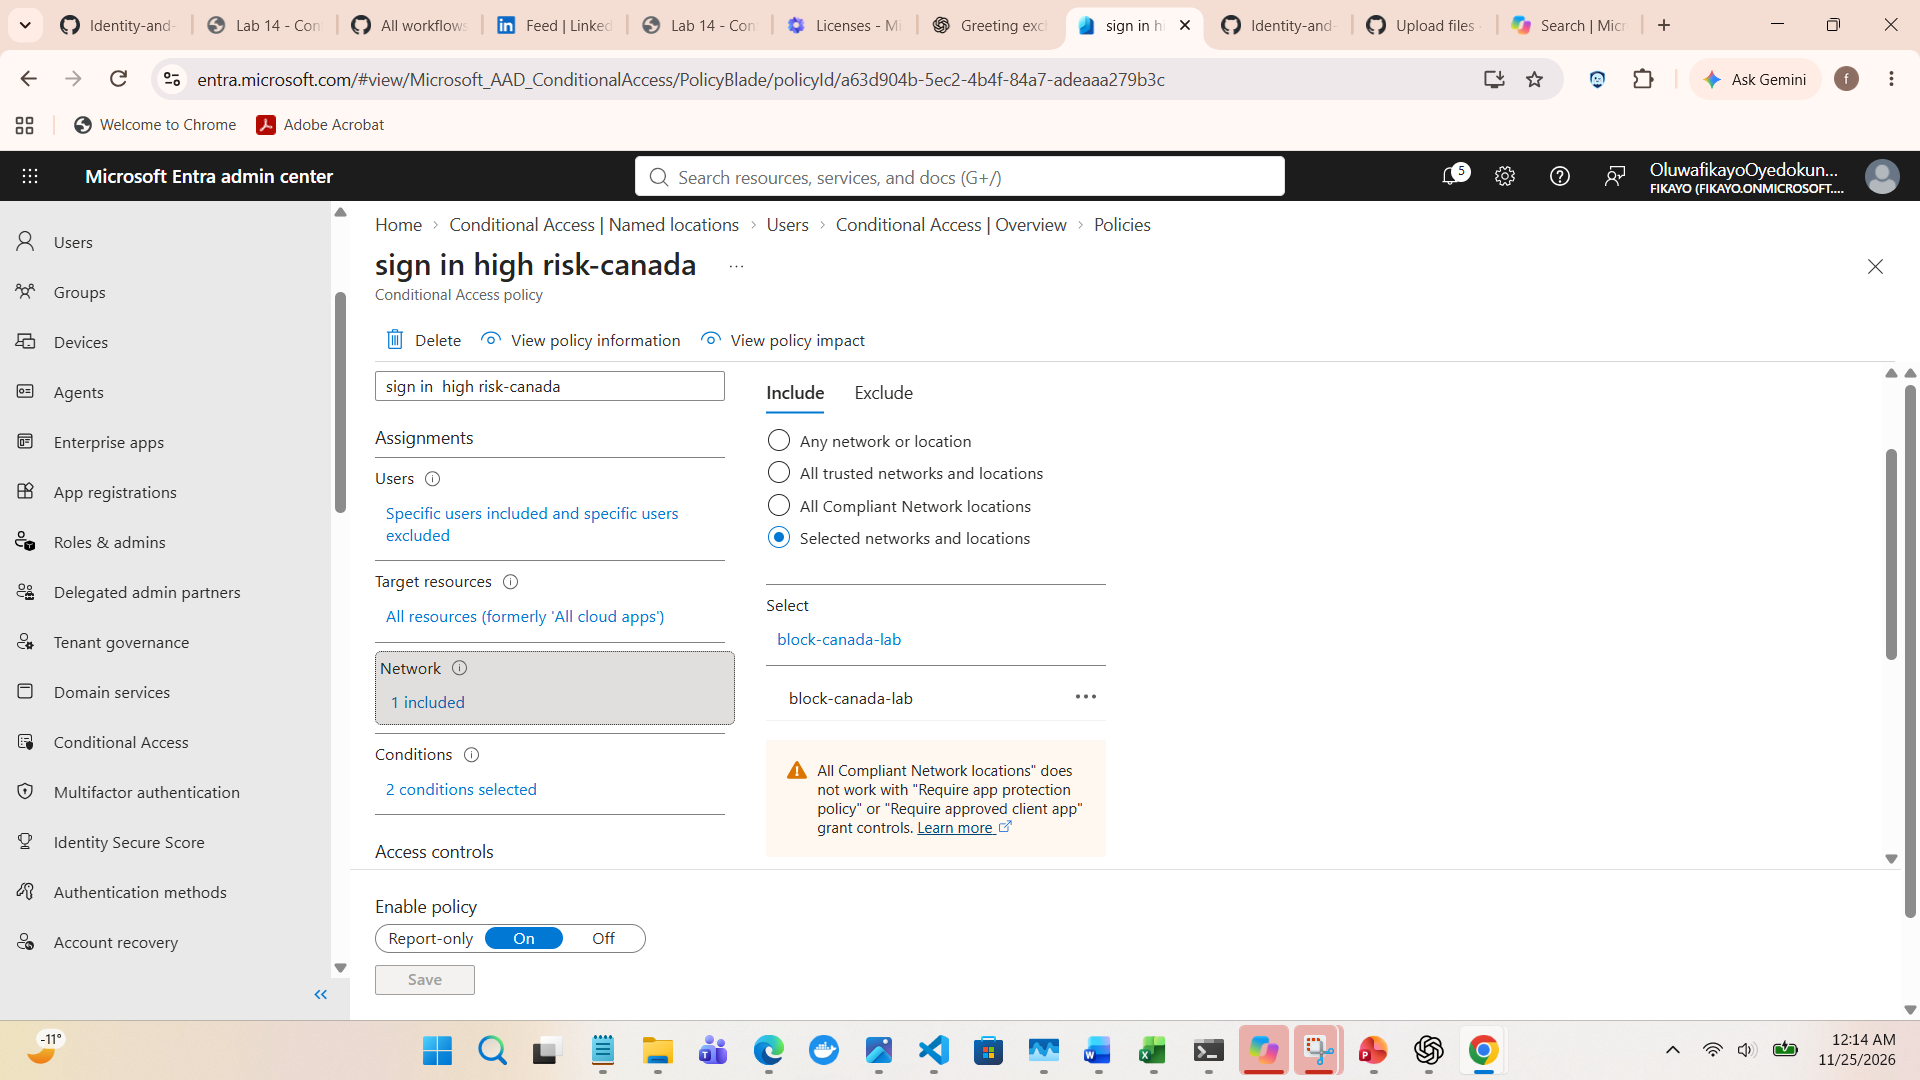 Identity-and-
Lab 14 - Con
All workflows
Feed | Linked
Lab 14 - Con
Licenses - Mi
Greeting exc
sign in hi
Identity-and-
Upload files -
Search | Micr
entra.microsoft.com/#view/Microsoft_AAD_ConditionalAccess/PolicyBlade/policyId/a63d904b-5ec2-4b4f-84a7-adeaaa279b3c
Ask Gemini
f
Welcome to Chrome
Adobe Acrobat
Microsoft Entra admin center
Search resources, services, and docs (G+/)
5
OluwafikayoOyedokun...
FIKAYO (FIKAYO.ONMICROSOFT....
Users
Groups
Devices
Agents
Enterprise apps
App registrations
Roles & admins
Delegated admin partners
Tenant governance
Domain services
Conditional Access
Multifactor authentication
Identity Secure Score
Authentication methods
Account recovery
Home > Conditional Access | Named locations > Users > Conditional Access | Overview > Policies
sign in high risk-canada ...
Conditional Access policy
Delete
View policy information
View policy impact
sign in  high risk-canada
Assignments
Users
Specific users included and specific users
excluded
Target resources
All resources (formerly 'All cloud apps')
Network
1 included
Conditions
2 conditions selected
Access controls
Include
Exclude
Any network or location
All trusted networks and locations
All Compliant Network locations
Selected networks and locations
Select
block-canada-lab
block-canada-lab
All Compliant Network locations" does
not work with "Require app protection
policy" or "Require approved client app"
grant controls. Learn more
Enable policy
Report-only
On
Off
Save
-11°
12:14 AM
11/25/2026